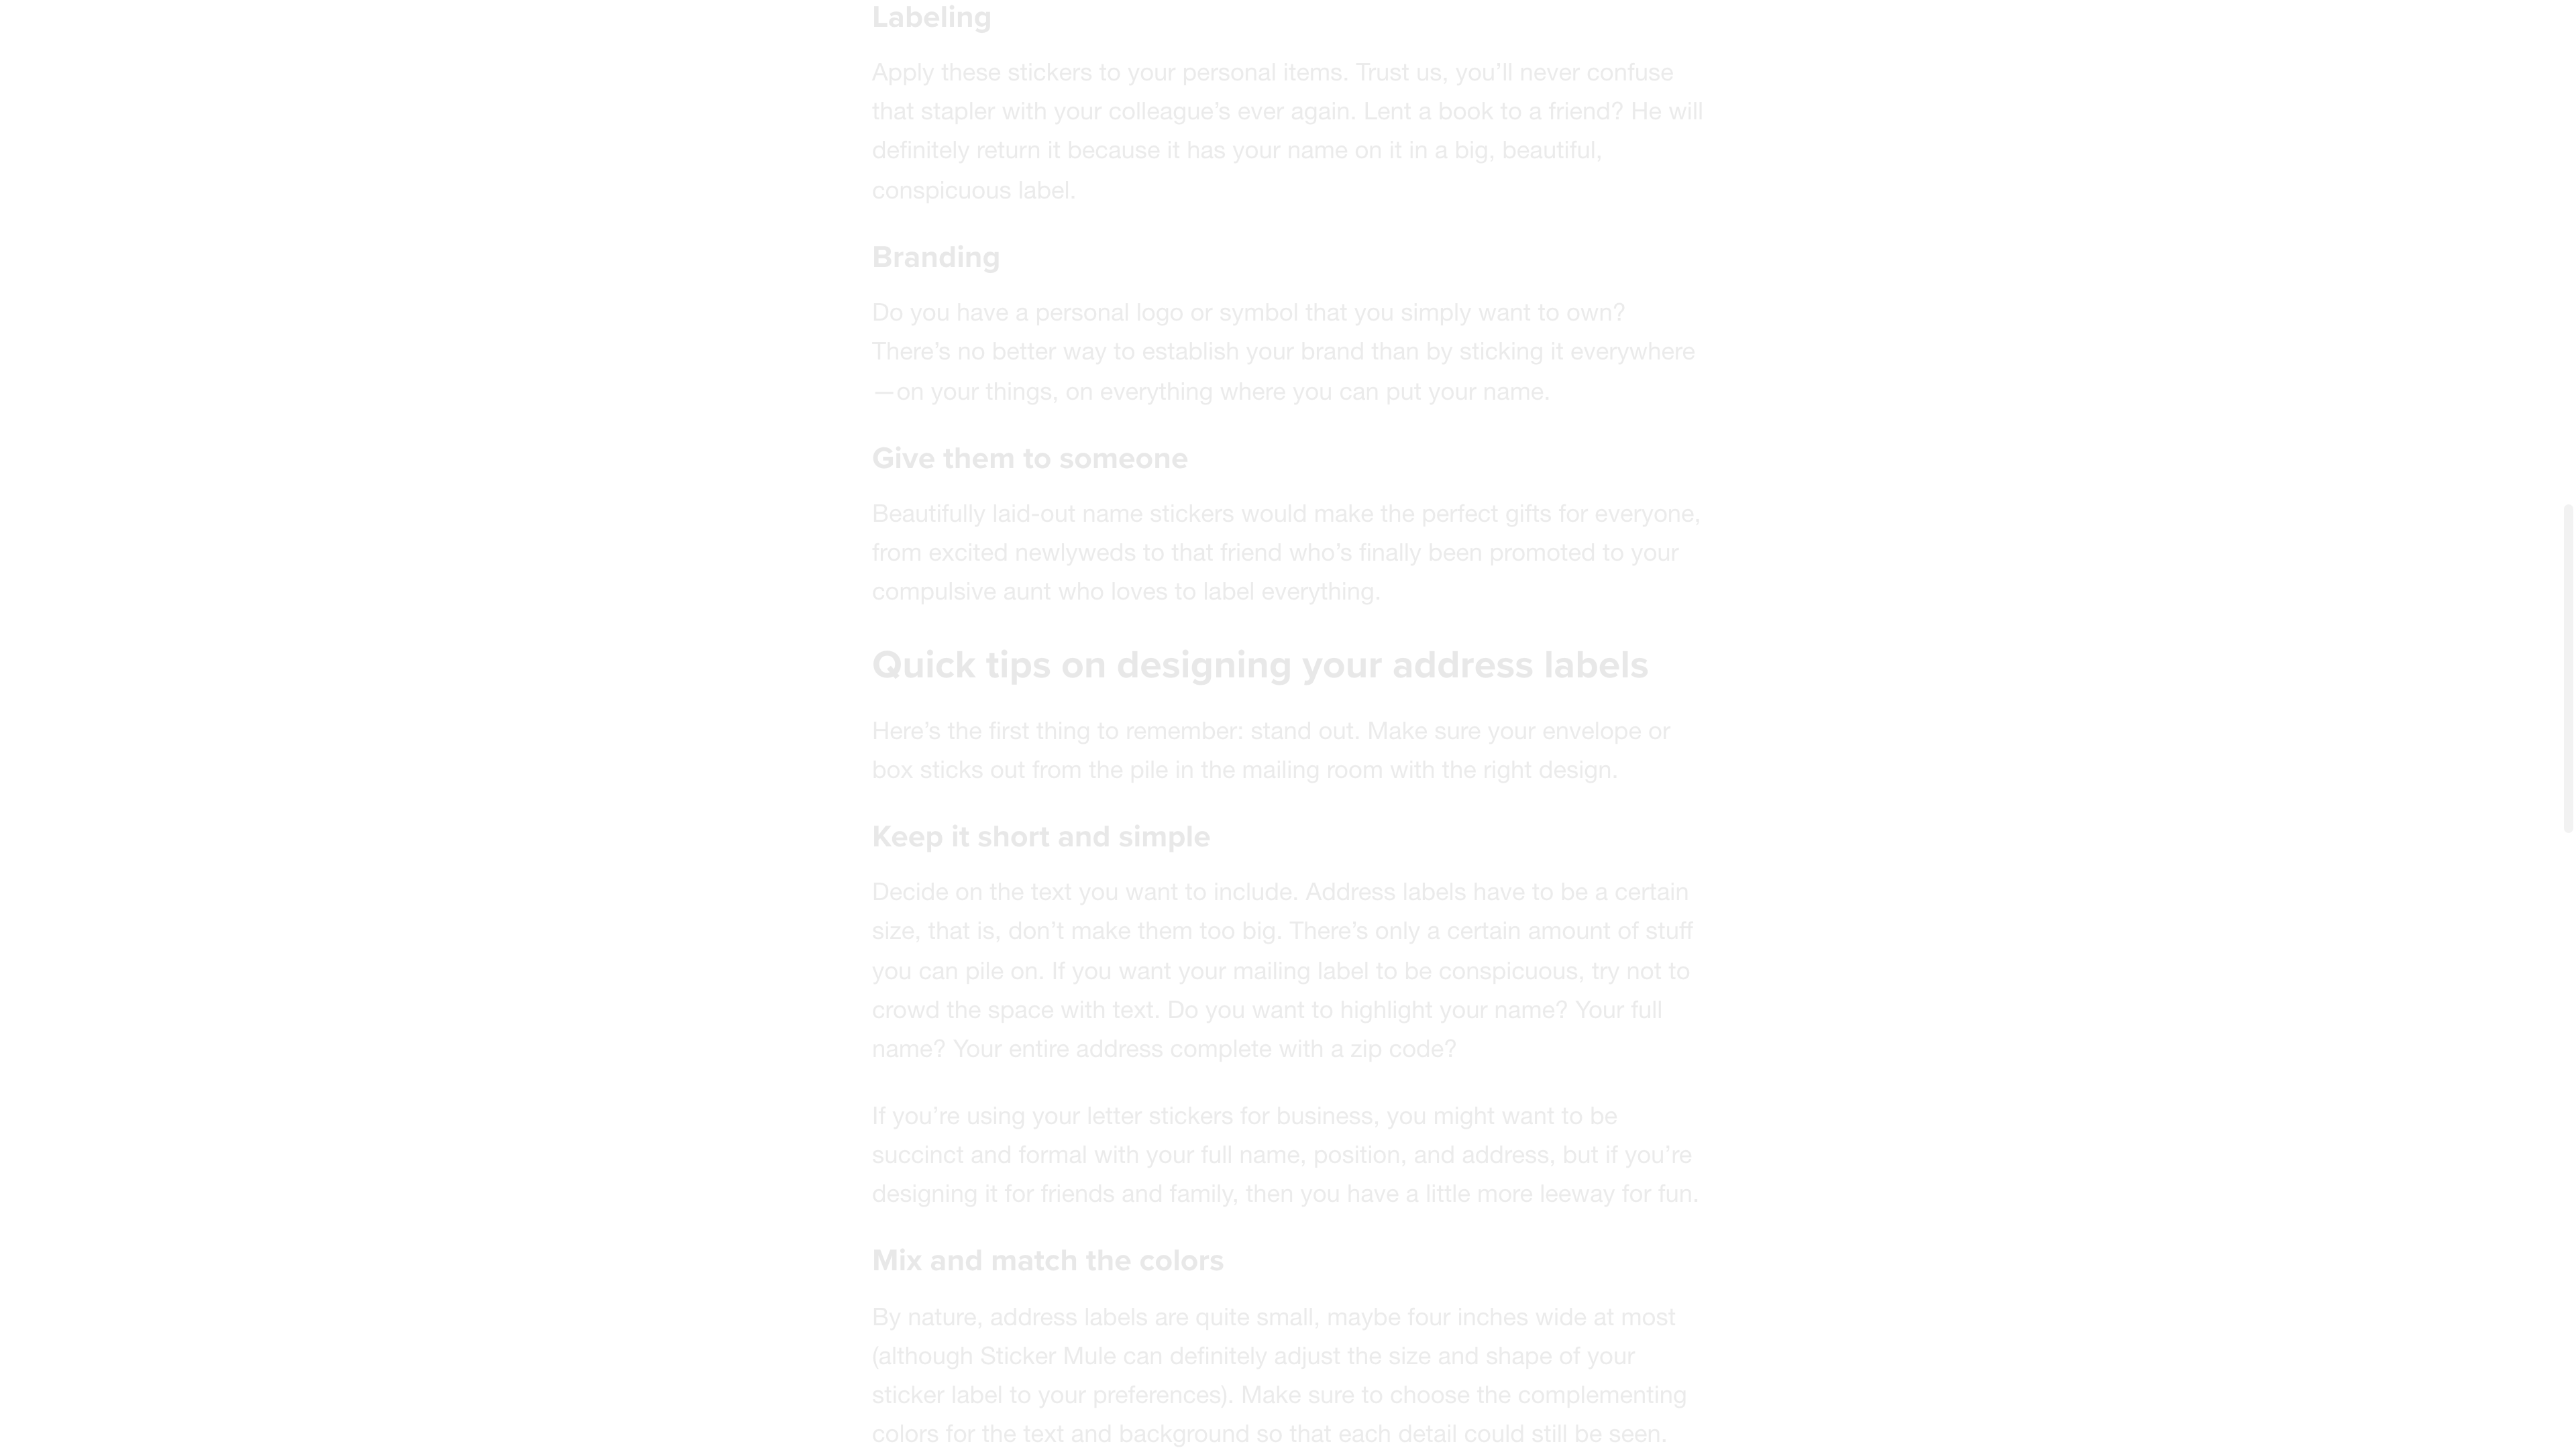 Labeling
Apply these stickers to your personal items. Trust us, you’ll never confuse
that stapler with your colleague’s ever again. Lent a book to a friend? He will
definitely return it because it has your name on it in a big, beautiful,
conspicuous label.
Branding
Do you have a personal logo or symbol that you simply want to own?
There’s no better way to establish your brand than by sticking it everywhere
—on your things, on everything where you can put your name.
Give them to someone
Beautifully laid-out name stickers would make the perfect gifts for everyone,
from excited newlyweds to that friend who’s finally been promoted to your
compulsive aunt who loves to label everything.
Quick tips on designing your address labels
Here’s the first thing to remember: stand out. Make sure your envelope or
box sticks out from the pile in the mailing room with the right design.
Keep it short and simple
Decide on the text you want to include. Address labels have to be a certain
size, that is, don’t make them too big. There’s only a certain amount of stuff
you can pile on. If you want your mailing label to be conspicuous, try not to
crowd the space with text. Do you want to highlight your name? Your full
name? Your entire address complete with a zip code?
If you’re using your letter stickers for business, you might want to be
succinct and formal with your full name, position, and address, but if you’re
designing it for friends and family, then you have a little more leeway for fun.
Mix and match the colors
By nature, address labels are quite small, maybe four inches wide at most
(although Sticker Mule can definitely adjust the size and shape of your
sticker label to your preferences). Make sure to choose the complementing
colors for the text and background so that each detail could still be seen.